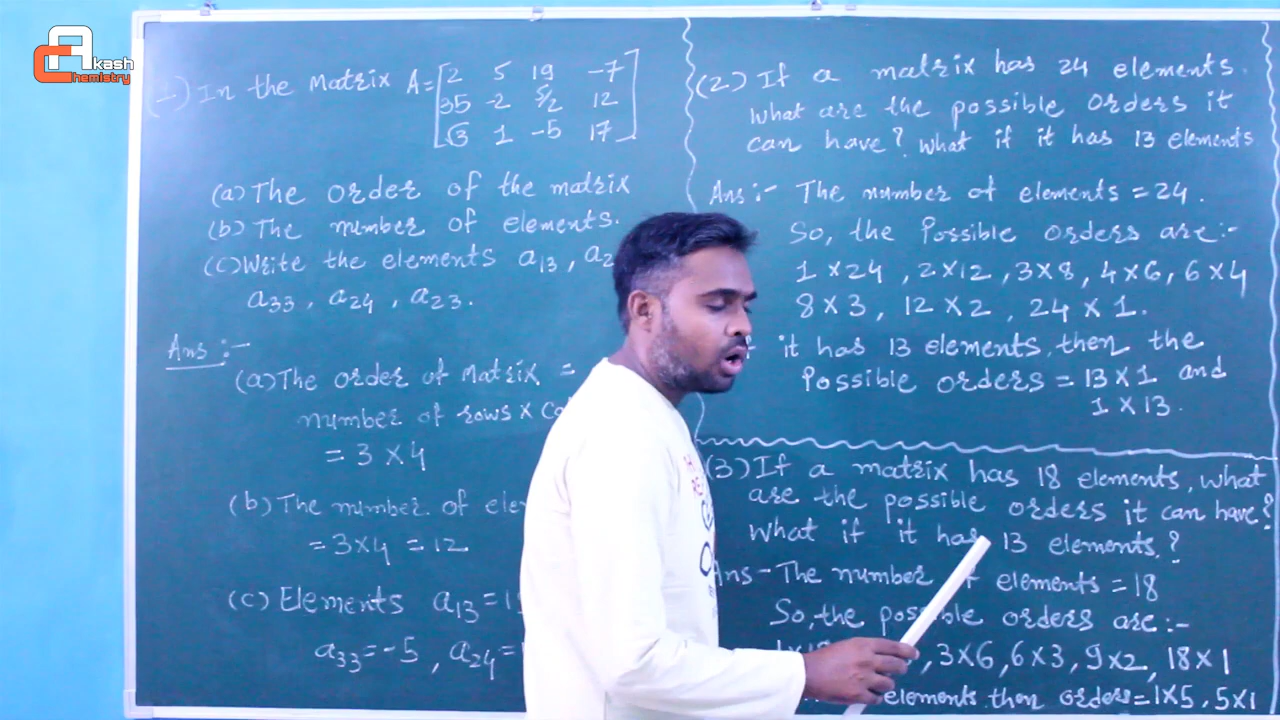 Akash
Chemistry
(1) In the Matrix A = [2 5 19 -7
35 -2 5/2 12
√3 1 -5 17]
(a) The order of the matrix
(b) The number of elements.
(c) Write the elements a13, a2
a33, a24, a23.
Ans :-
(a) The order of Matrix =
number of rows × Co
= 3 × 4
(b) The number of ele
= 3×4 = 12
(c) Elements a13 = 1
a33 = -5, a24 =
(2) If a matrix has 24 elements.
What are the possible orders it
can have? What if it has 13 elements
Ans :- The number of elements = 24.
So, the Possible orders are:-
1 × 24, 2 × 12, 3 × 8, 4 × 6, 6 × 4
8 × 3, 12 × 2, 24 × 1.
it has 13 elements, then the
Possible orders = 13 × 1 and
1 × 13.
(3) If a matrix has 18 elements, what
are the possible orders it can have?
What if it has 13 elements.?
Ans - The number of elements = 18
So, the possible orders are:-
, 3×6, 6×3, 9×2, 18×1
elements then orders = 1×5, 5×1